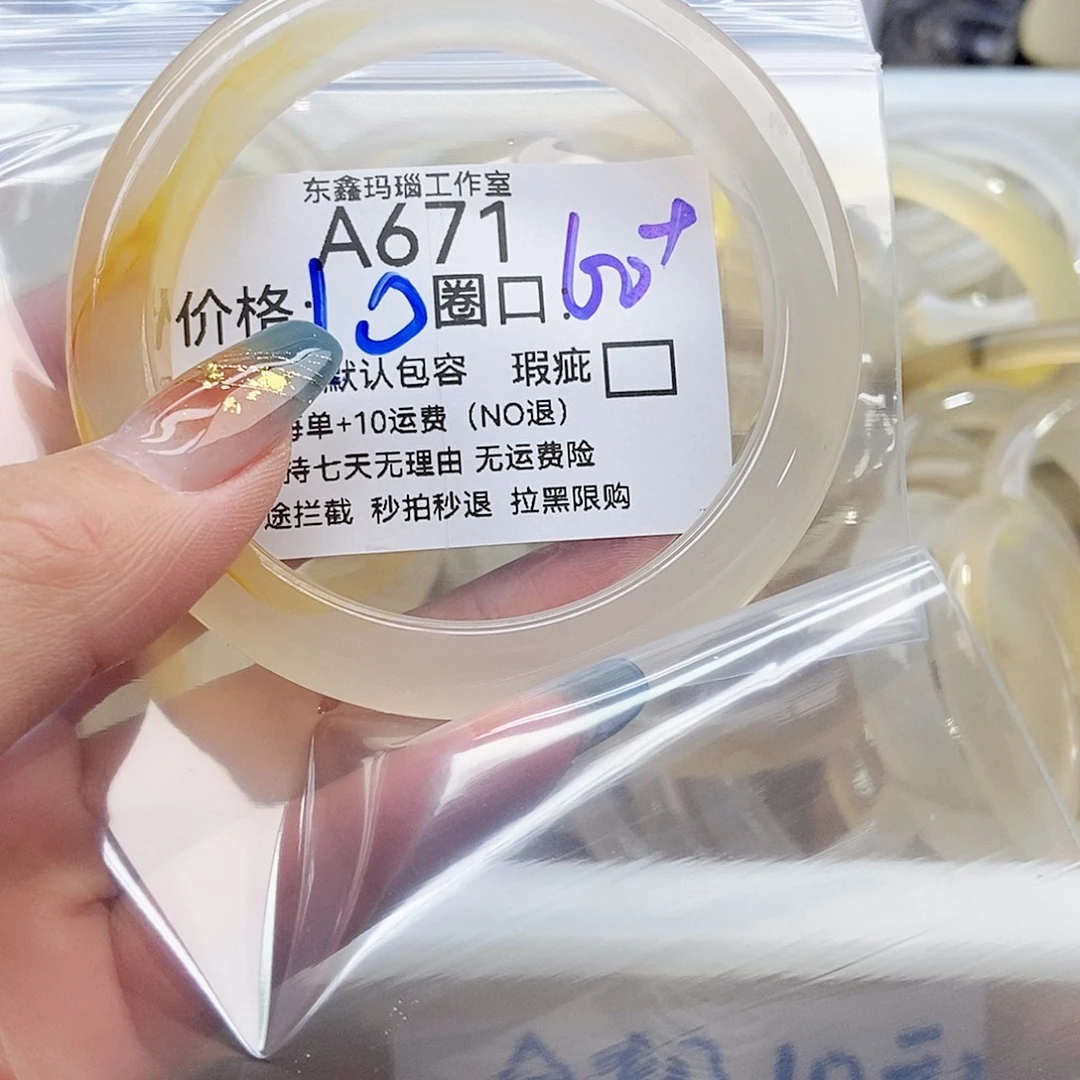 东鑫玛瑙工作室
A671
价格:10 圈口:60+
默认包容 瑕疵
每单+10运费（NO退）
持七天无理由 无运费险
途拦截 秒拍秒退 拉黑限购